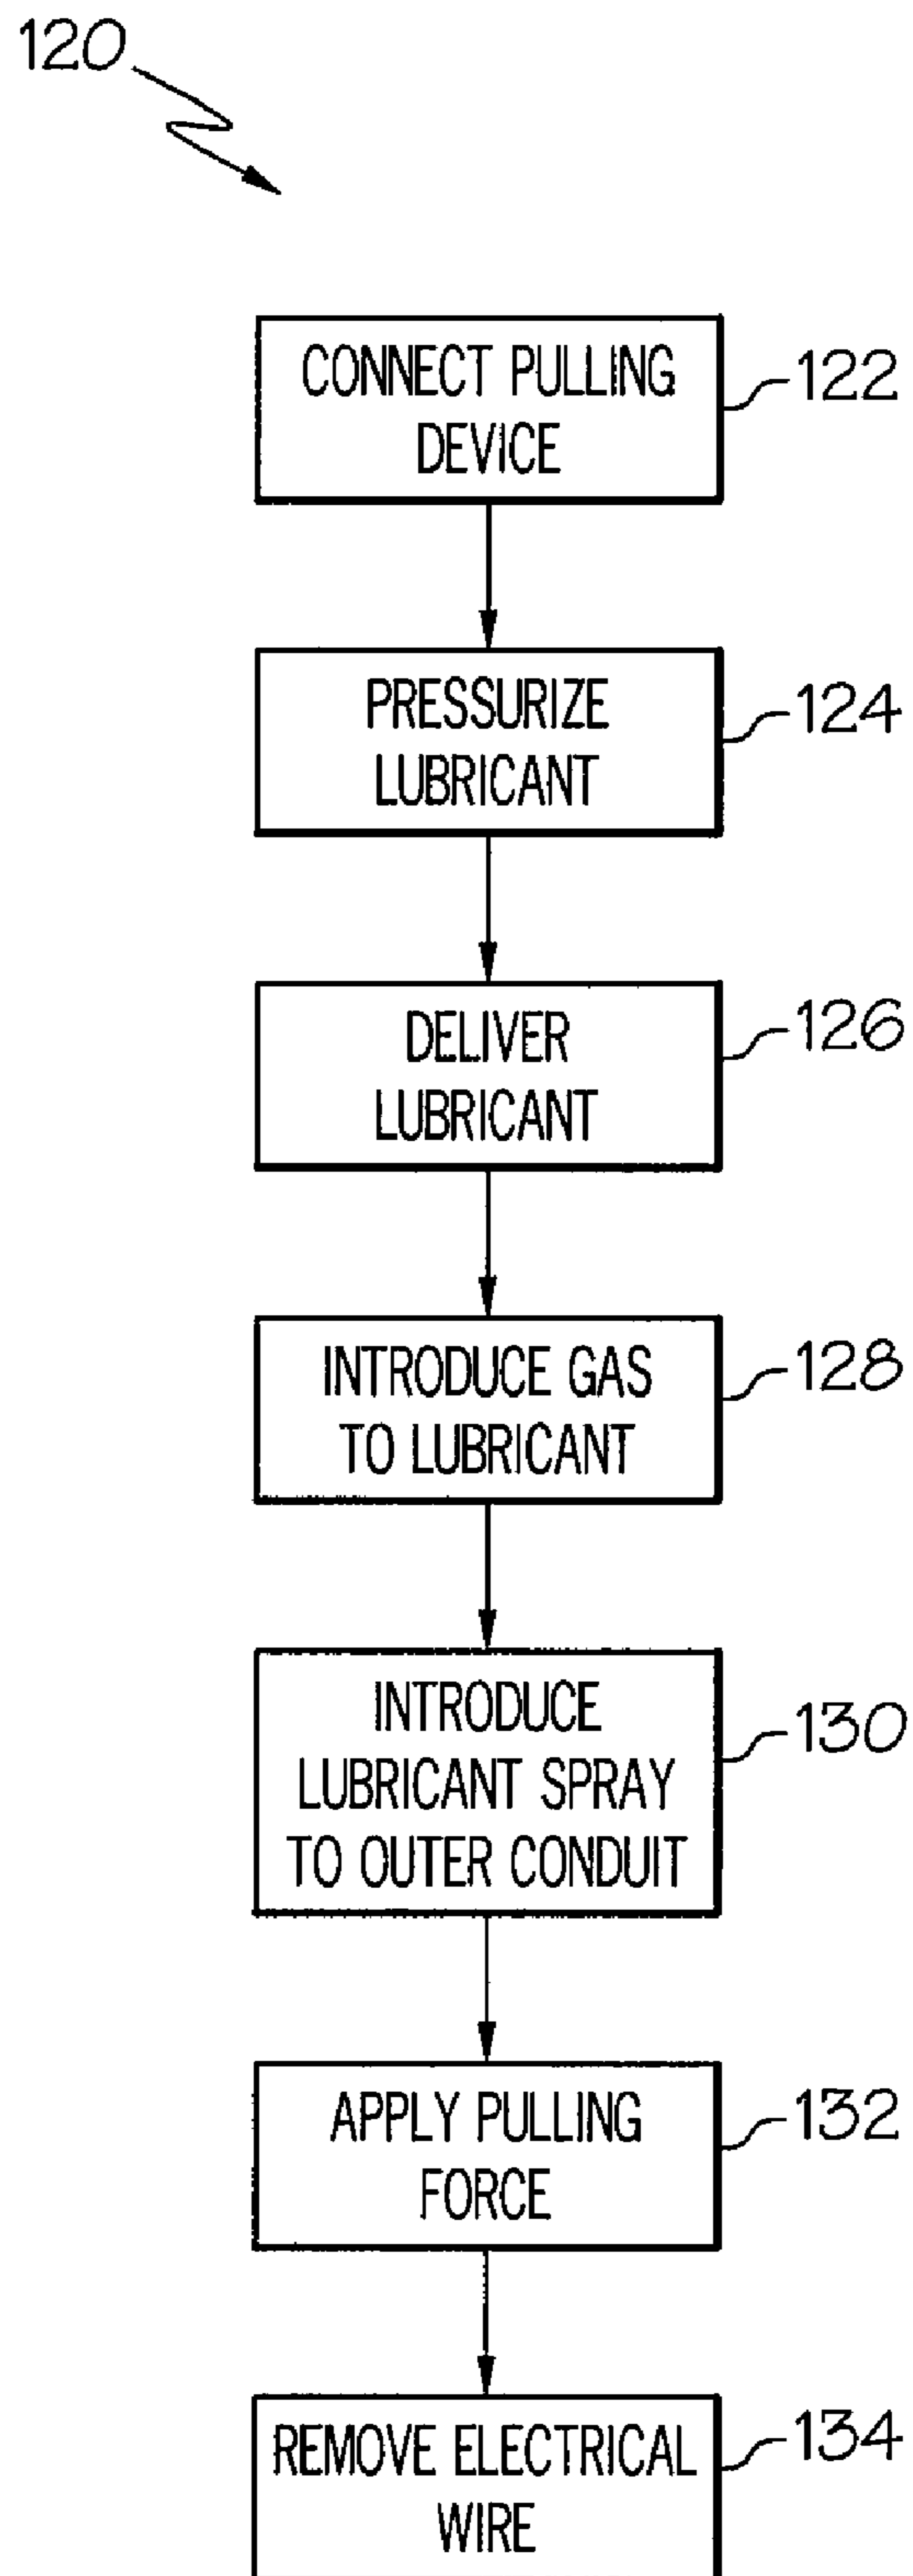 120
CONNECT PULLING
DEVICE
122
PRESSURIZE
LUBRICANT
124
DELIVER
LUBRICANT
126
INTRODUCE GAS
TO LUBRICANT
128
INTRODUCE
LUBRICANT SPRAY
TO OUTER CONDUIT
130
APPLY PULLING
FORCE
132
REMOVE ELECTRICAL
WIRE
134